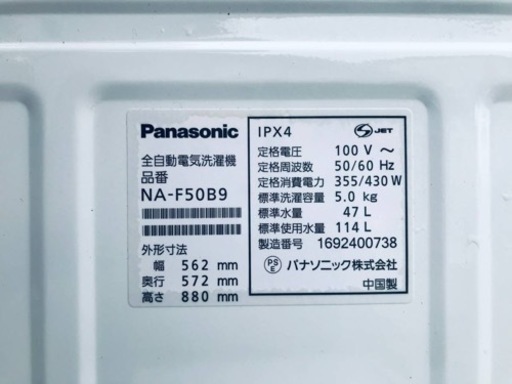 Panasonic
全自動電気洗濯機
品番
NA-F50B9
外形寸法
幅 562 mm
奥行 572 mm
高さ 880 mm
IPX4
S JET
定格電圧 100 V ～
定格周波数 50/60 Hz
定格消費電力 355/430 W
標準洗濯容量 5.0 kg
標準水量 47 L
標準使用水量 114 L
製造番号 1692400738
PS E パナソニック株式会社
中国製